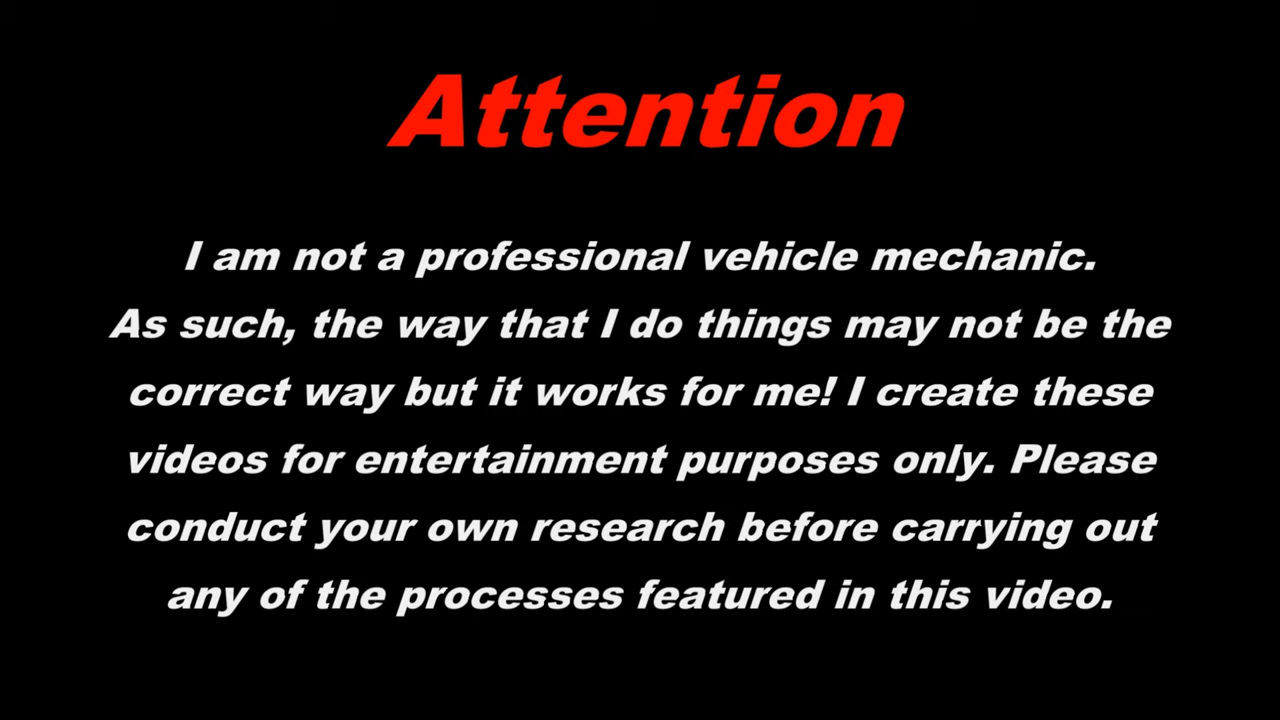 Attention
I am not a professional vehicle mechanic.
As such, the way that I do things may not be the
correct way but it works for me! I create these
videos for entertainment purposes only. Please
conduct your own research before carrying out
any of the processes featured in this video.